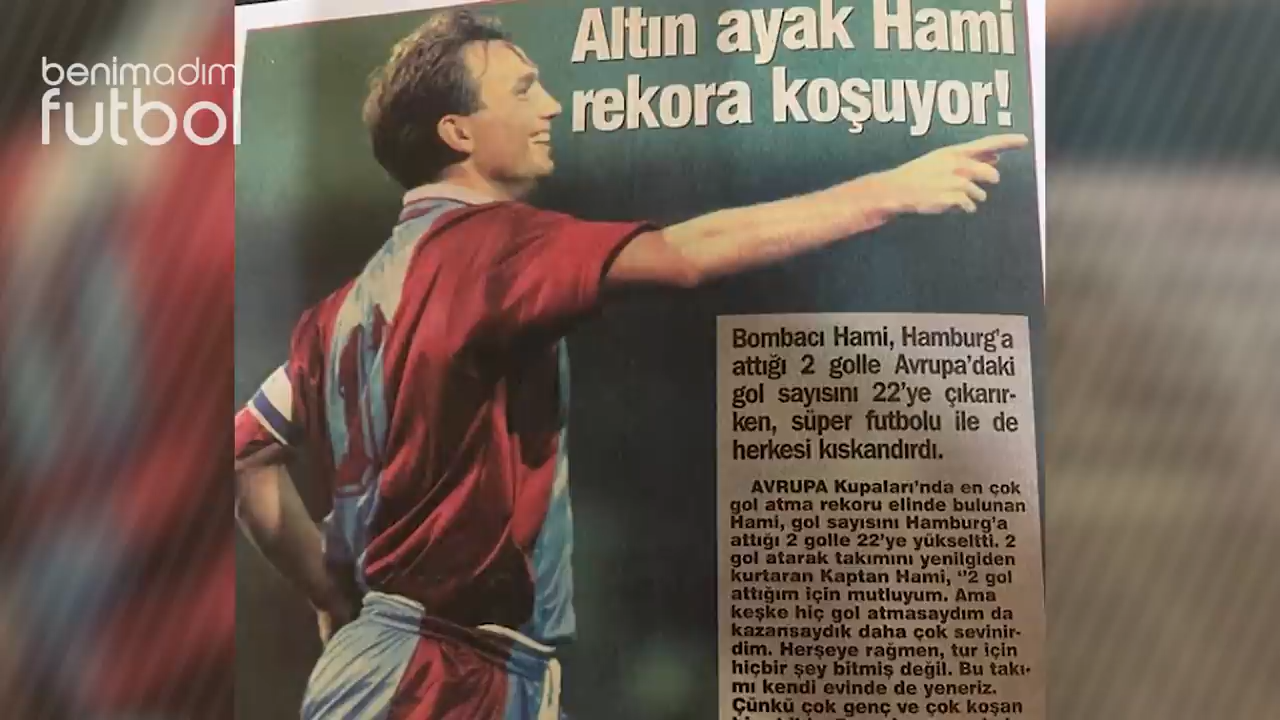 benimadım
futbol
Altın ayak Hami
rekora koşuyor!
Bombacı Hami, Hamburg'a
attığı 2 golle Avrupa'daki
gol sayısını 22'ye çıkarır-
ken, süper futbolu ile de
herkesi kıskandırdı.
AVRUPA Kupaları'nda en çok
gol atma rekoru elinde bulunan
Hami, gol sayısını Hamburg'a
attığı 2 golle 22'ye yükseltti. 2
gol atarak takımını yenilgiden
kurtaran Kaptan Hami, "2 gol
attığım için mutluyum. Ama
keşke hiç gol atmasaydım da
kazansaydık daha çok sevinir-
dim. Herşeye rağmen, tur için
hiçbir şey bitmiş değil. Bu takı-
mı kendi evinde de yeneriz.
Çünkü çok genç ve çok koşan